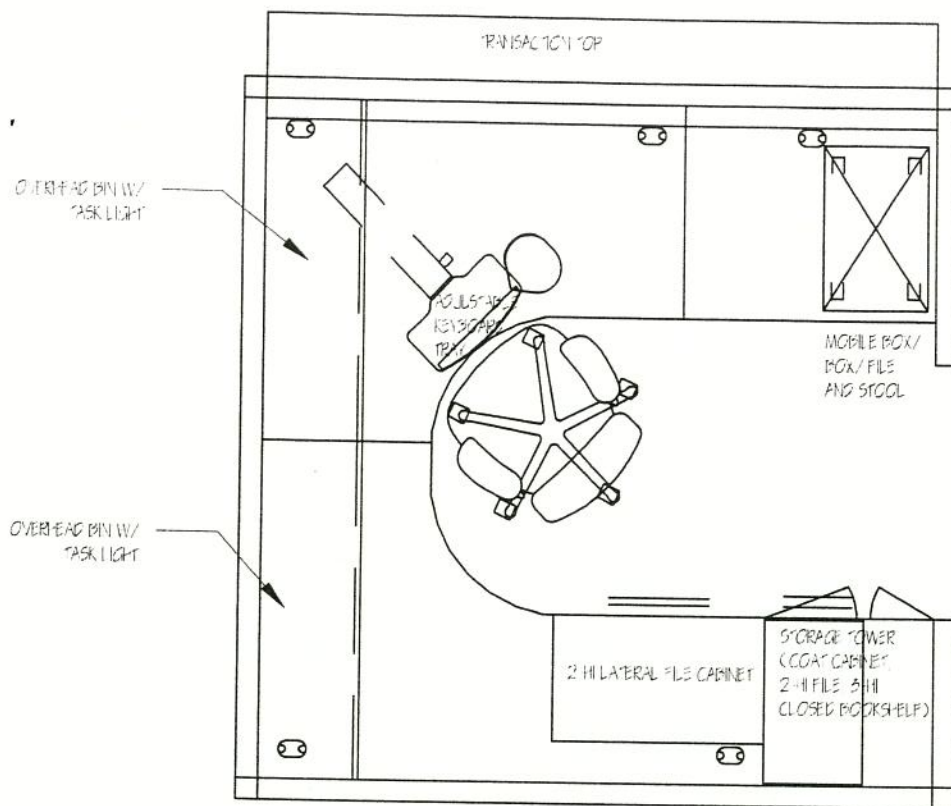 TRANSACTION TOP
OVERHEAD BIN W/
TASK LIGHT
ADJUSTABLE
KEYBOARD
TRAY
MOBILE BOX/
BOX/ FILE
AND STOOL
OVERHEAD BIN W/
TASK LIGHT
2 HI LATERAL FILE CABINET
STORAGE TOWER
(COAT CABINET,
2-HI FILE 3-HI
CLOSED BOOKSHELF)